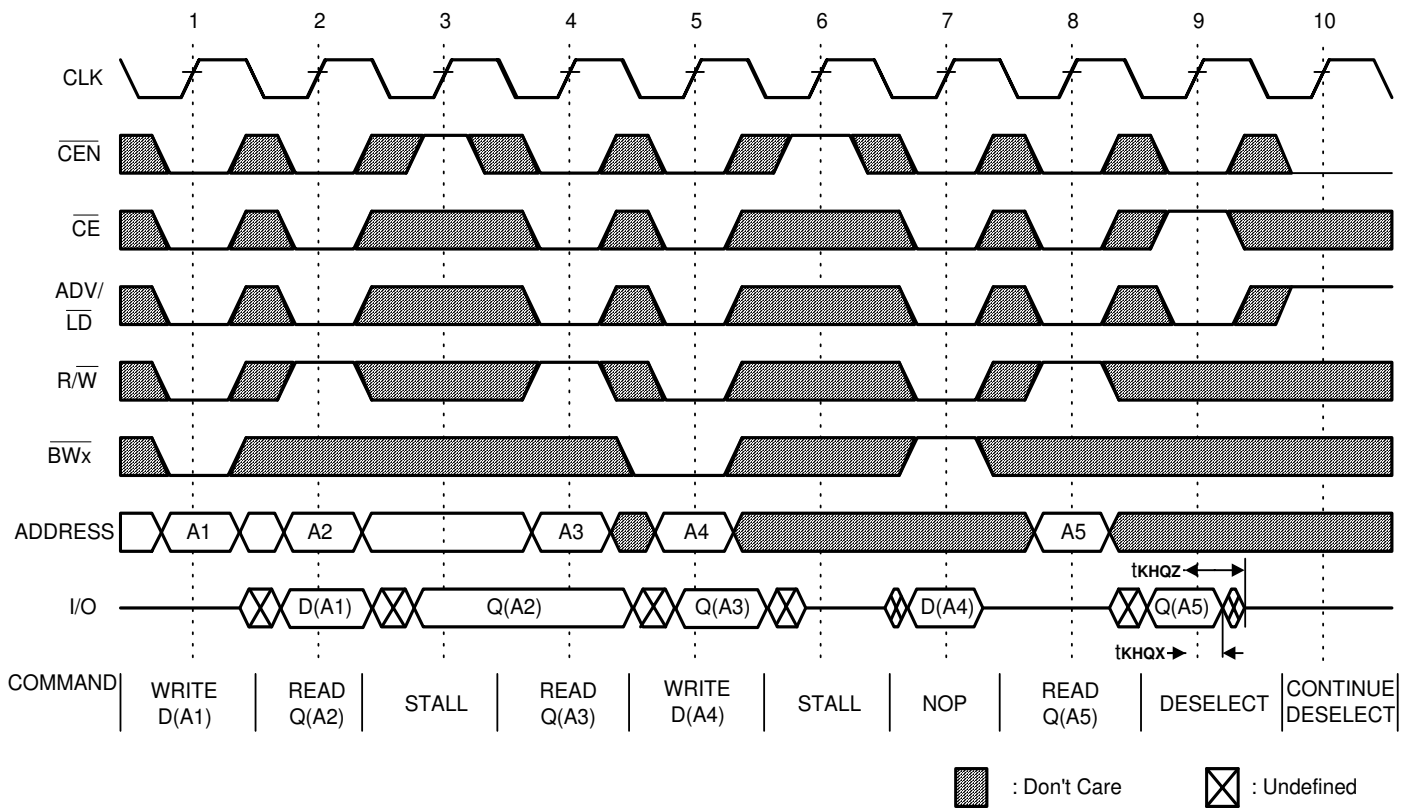 1 2 3 4 5 6 7 8 9 10
CLK
CEN
CE
ADV/
LD
R/W
BWx
ADDRESS A1 A2 A3 A4 A5
tKHQZ
I/O D(A1) Q(A2) Q(A3) D(A4) Q(A5)
tKHQX
COMMAND WRITE D(A1) READ Q(A2) STALL READ Q(A3) WRITE D(A4) STALL NOP READ Q(A5) DESELECT CONTINUE DESELECT
: Don't Care : Undefined